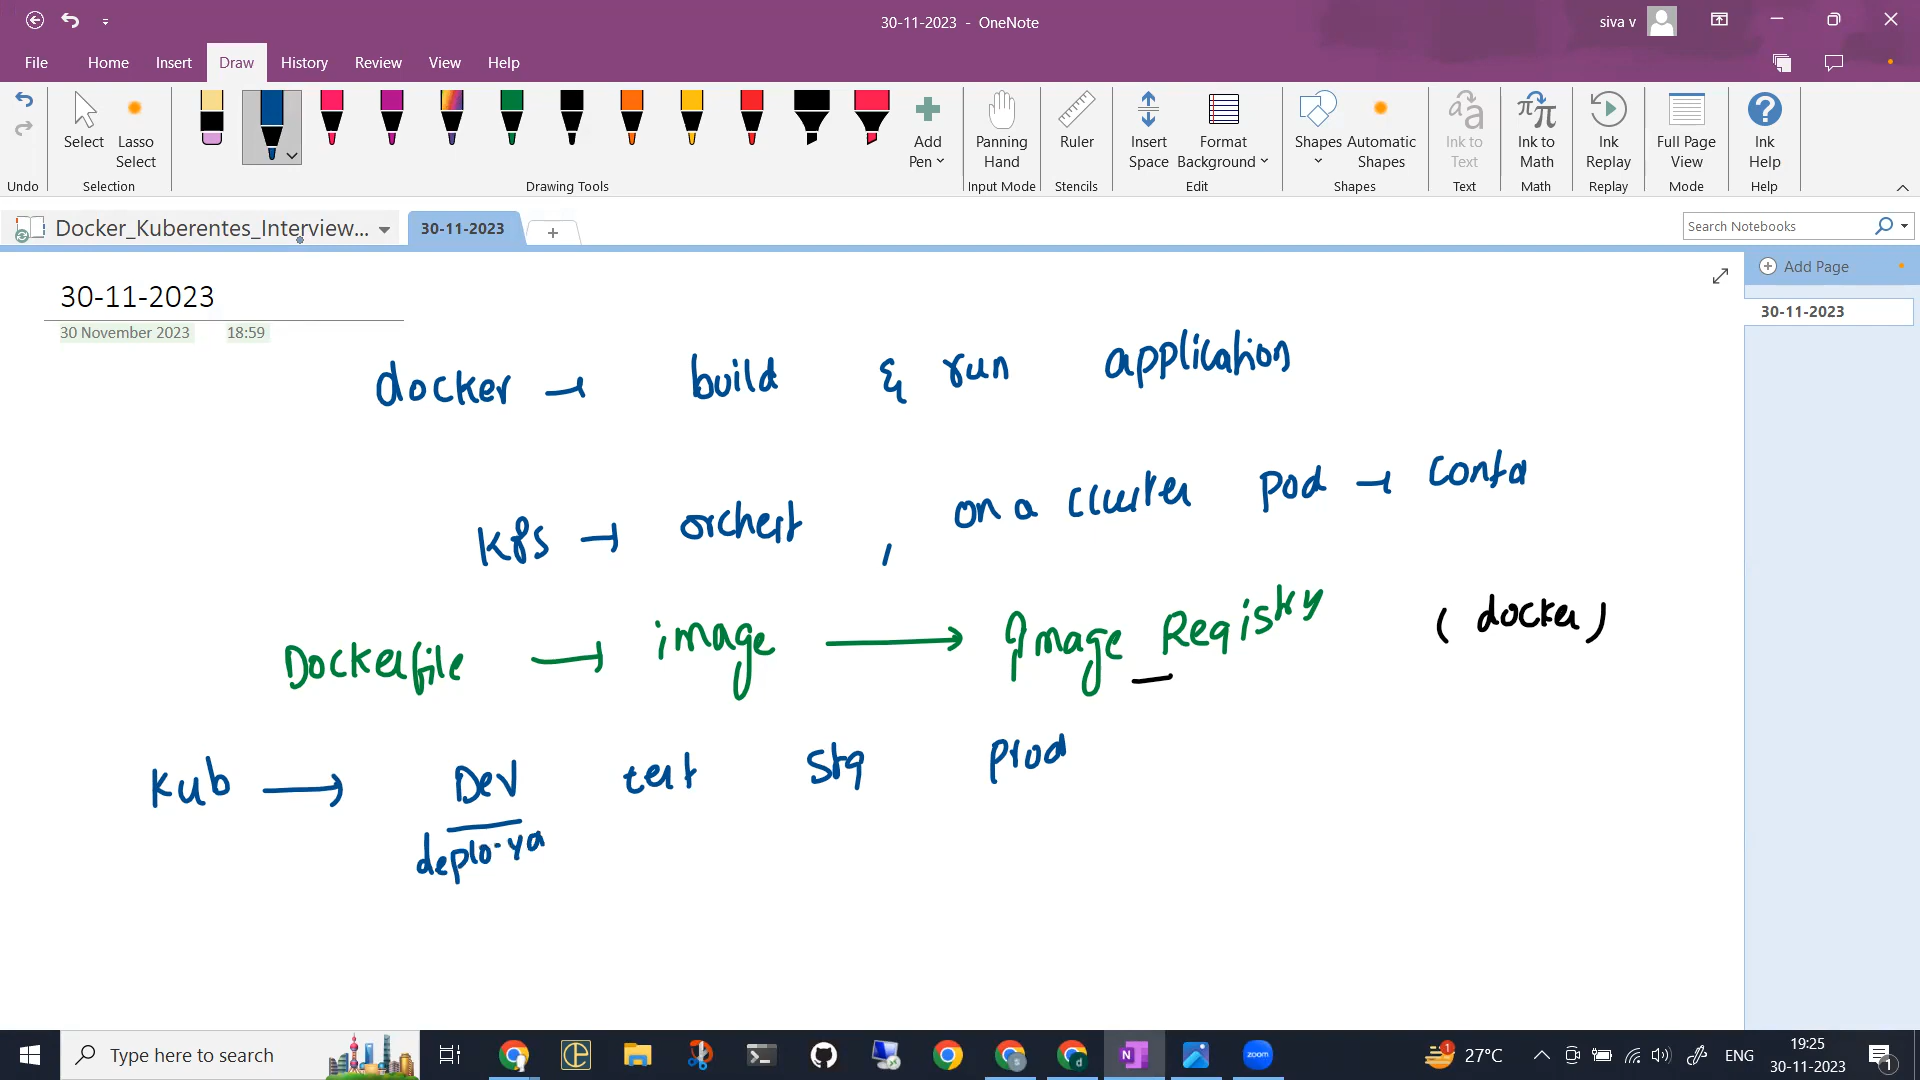 30-11-2023 - OneNote
siva v
File Home Insert Draw History Review View Help
Select Lasso Select Add Pen Panning Hand Ruler Insert Space Format Background Shapes Automatic Shapes Ink to Text Ink to Math Ink Replay Full Page View Ink Help
Undo Selection Drawing Tools Input Mode Stencils Edit Shapes Text Math Replay Mode Help
Docker_Kuberentes_Interview... 30-11-2023 Search Notebooks
Add Page
30-11-2023
30-11-2023
30 November 2023 18:59
docker → build & run application
K8s → orchest , on a cluster pod → conta
Dockerfile → image → Image Registry (docker)
Kub → Dev test stg prod
deplo-ya
Type here to search
zoom
1 27°C ENG 19:25 1
30-11-2023